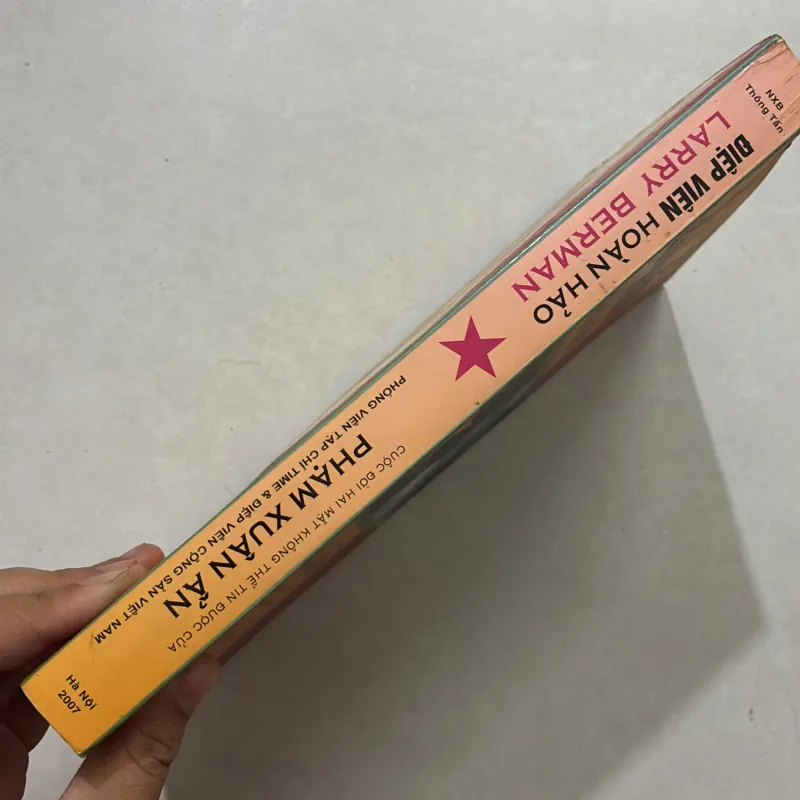 NXB
Thông Tấn
ĐIỆP VIÊN HOÀN HẢO
LARRY BERMAN
CUỘC ĐỜI HAI MẶT KHÔNG THỂ TIN ĐƯỢC CỦA
PHẠM XUÂN ẨN
PHÓNG VIÊN TẠP CHÍ TIME & ĐIỆP VIÊN CỘNG SẢN VIỆT NAM
Hà Nội
2007